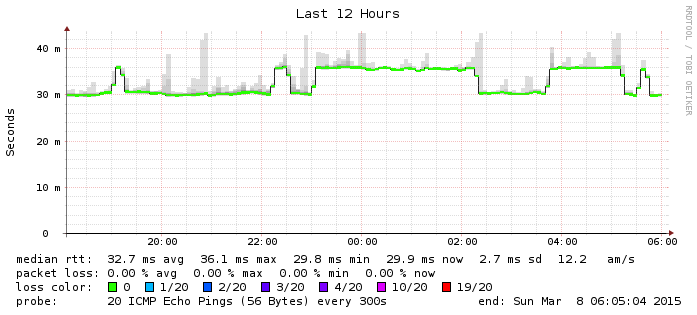 Last 12 Hours
RRDTOOL / TOBI OETIKER
Seconds
40 m
30 m
20 m
10 m
0
20:00 22:00 00:00 02:00 04:00 06:00
median rtt: 32.7 ms avg 36.1 ms max 29.8 ms min 29.9 ms now 2.7 ms sd 12.2 am/s
packet loss: 0.00 % avg 0.00 % max 0.00 % min 0.00 % now
loss color: 0 1/20 2/20 3/20 4/20 10/20 19/20
probe: 20 ICMP Echo Pings (56 Bytes) every 300s end: Sun Mar 8 06:05:04 2015